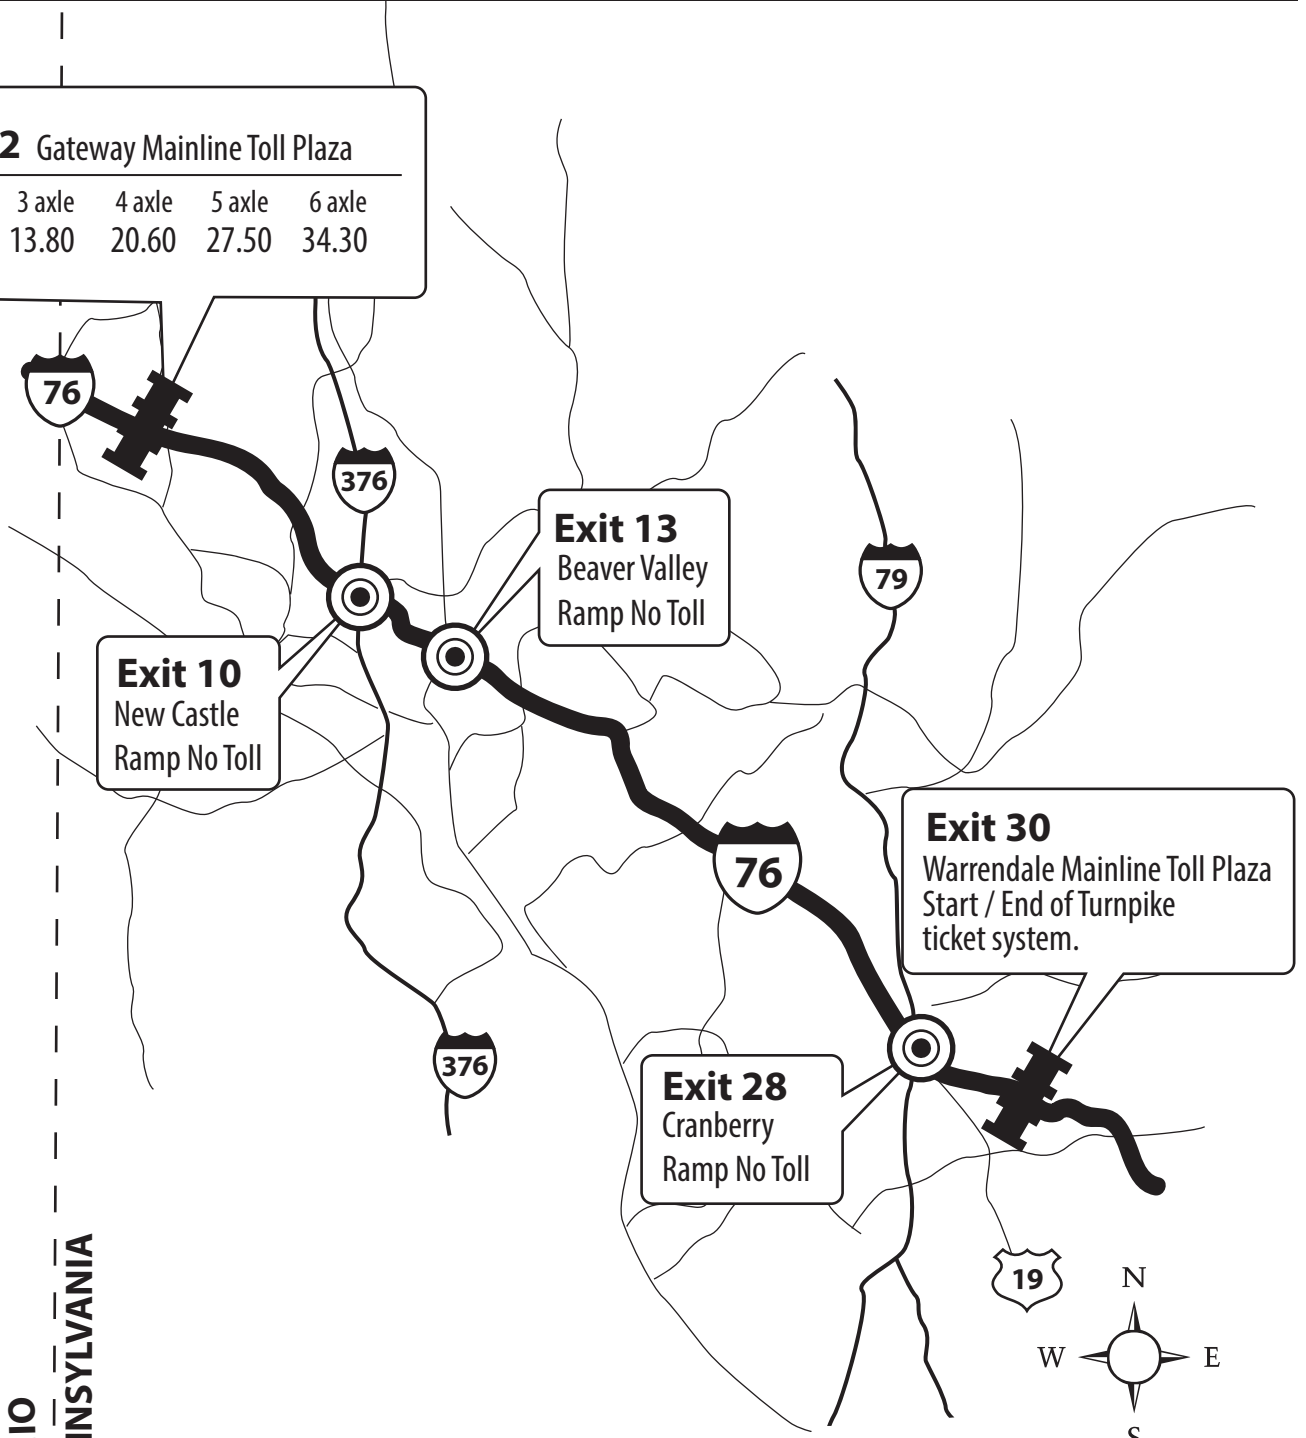 2 Gateway Mainline Toll Plaza
3 axle 4 axle 5 axle 6 axle
13.80 20.60 27.50 34.30
76
376
Exit 13
Beaver Valley
Ramp No Toll
79
Exit 10
New Castle
Ramp No Toll
76
Exit 30
Warrendale Mainline Toll Plaza
Start / End of Turnpike
ticket system.
376
Exit 28
Cranberry
Ramp No Toll
19
N
W E
S
IO
INSYLVANIA